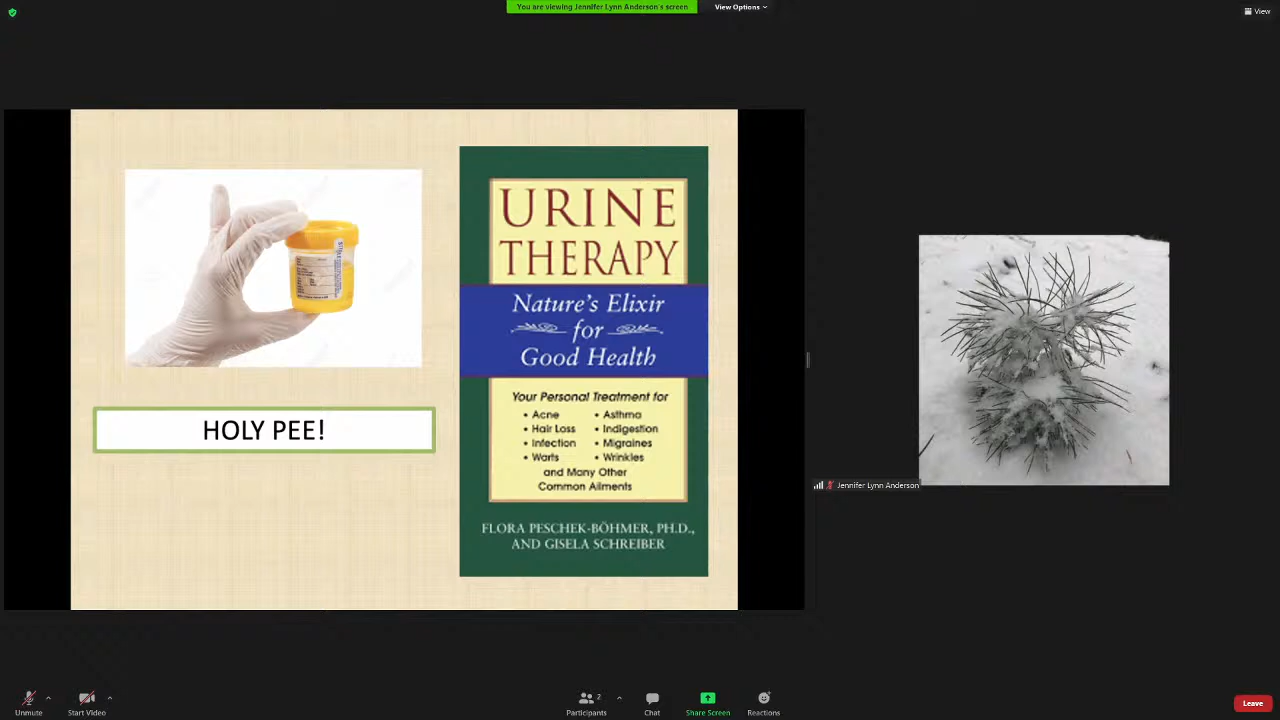 You are viewing Jennifer Lynn Anderson's screen
View Options
View
URINE
THERAPY
Nature's Elixir
for
Good Health
Your Personal Treatment for
• Acne
• Asthma
• Hair Loss
• Indigestion
• Infection
• Migraines
• Warts
• Wrinkles
and Many Other
Common Ailments
FLORA PESCHEK-BÖHMER, PH.D.,
AND GISELA SCHREIBER
HOLY PEE!
Jennifer Lynn Anderson
Unmute
Start Video
2
Participants
Chat
Share Screen
Reactions
Leave